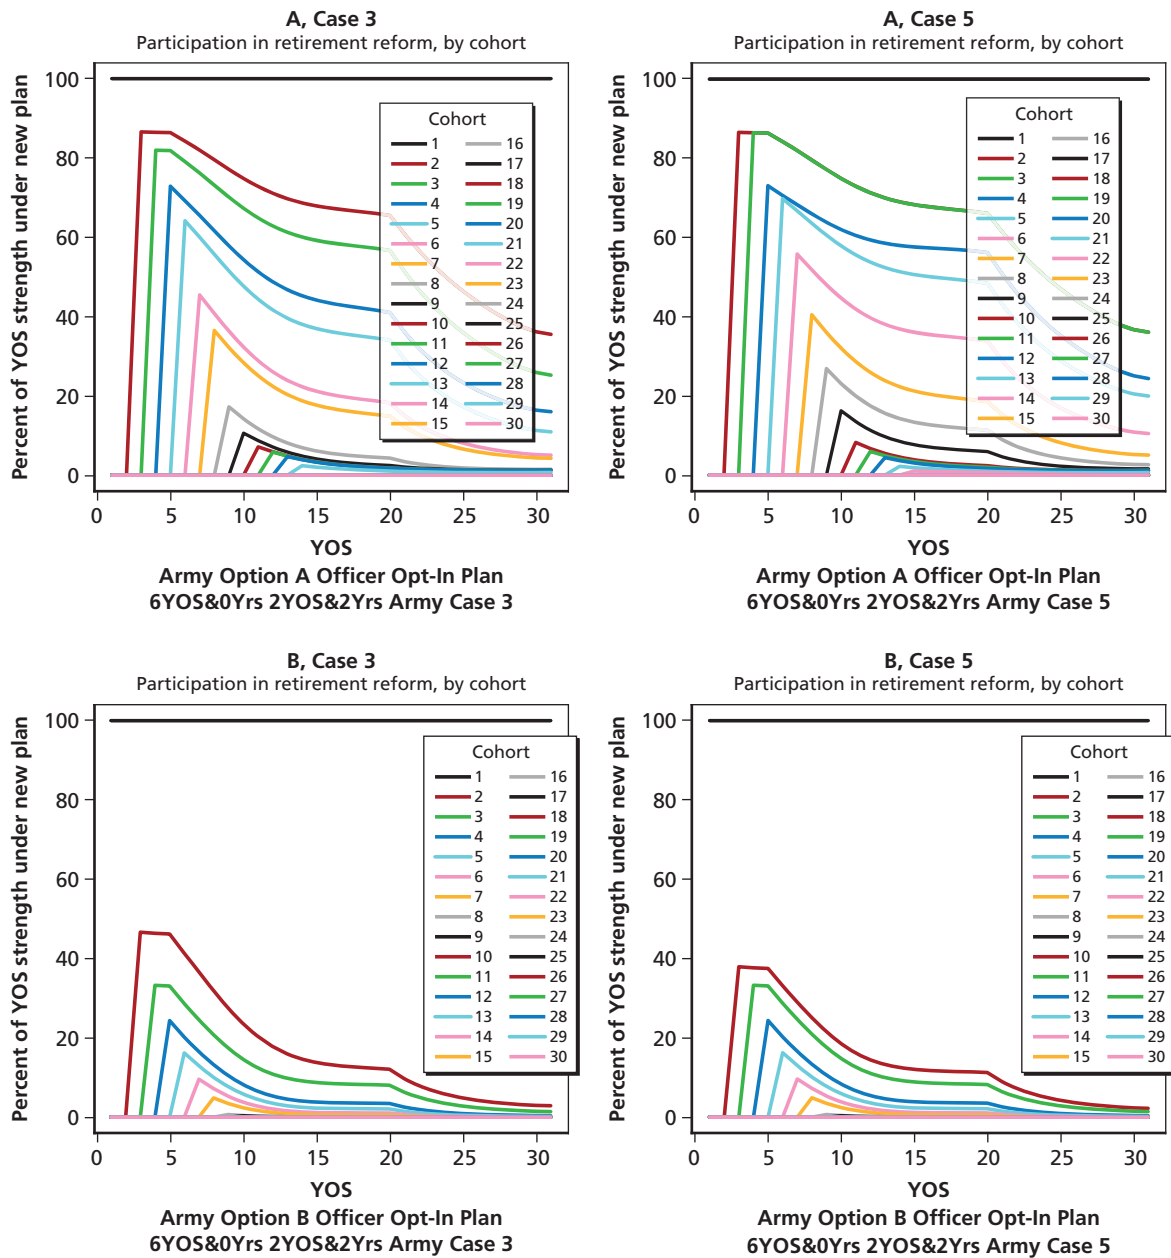 A, Case 3
Participation in retirement reform, by cohort
Percent of YOS strength under new plan
100
80
60
40
20
0
Cohort
1 16
2 17
3 18
4 19
5 20
6 21
7 22
8 23
9 24
10 25
11 26
12 27
13 28
14 29
15 30
0 5 10 15 20 25 30
YOS
Army Option A Officer Opt-In Plan
6YOS&0Yrs 2YOS&2Yrs Army Case 3
A, Case 5
Participation in retirement reform, by cohort
Percent of YOS strength under new plan
100
80
60
40
20
0
Cohort
1 16
2 17
3 18
4 19
5 20
6 21
7 22
8 23
9 24
10 25
11 26
12 27
13 28
14 29
15 30
0 5 10 15 20 25 30
YOS
Army Option A Officer Opt-In Plan
6YOS&0Yrs 2YOS&2Yrs Army Case 5
B, Case 3
Participation in retirement reform, by cohort
Percent of YOS strength under new plan
100
80
60
40
20
0
Cohort
1 16
2 17
3 18
4 19
5 20
6 21
7 22
8 23
9 24
10 25
11 26
12 27
13 28
14 29
15 30
0 5 10 15 20 25 30
YOS
Army Option B Officer Opt-In Plan
6YOS&0Yrs 2YOS&2Yrs Army Case 3
B, Case 5
Participation in retirement reform, by cohort
Percent of YOS strength under new plan
100
80
60
40
20
0
Cohort
1 16
2 17
3 18
4 19
5 20
6 21
7 22
8 23
9 24
10 25
11 26
12 27
13 28
14 29
15 30
0 5 10 15 20 25 30
YOS
Army Option B Officer Opt-In Plan
6YOS&0Yrs 2YOS&2Yrs Army Case 5